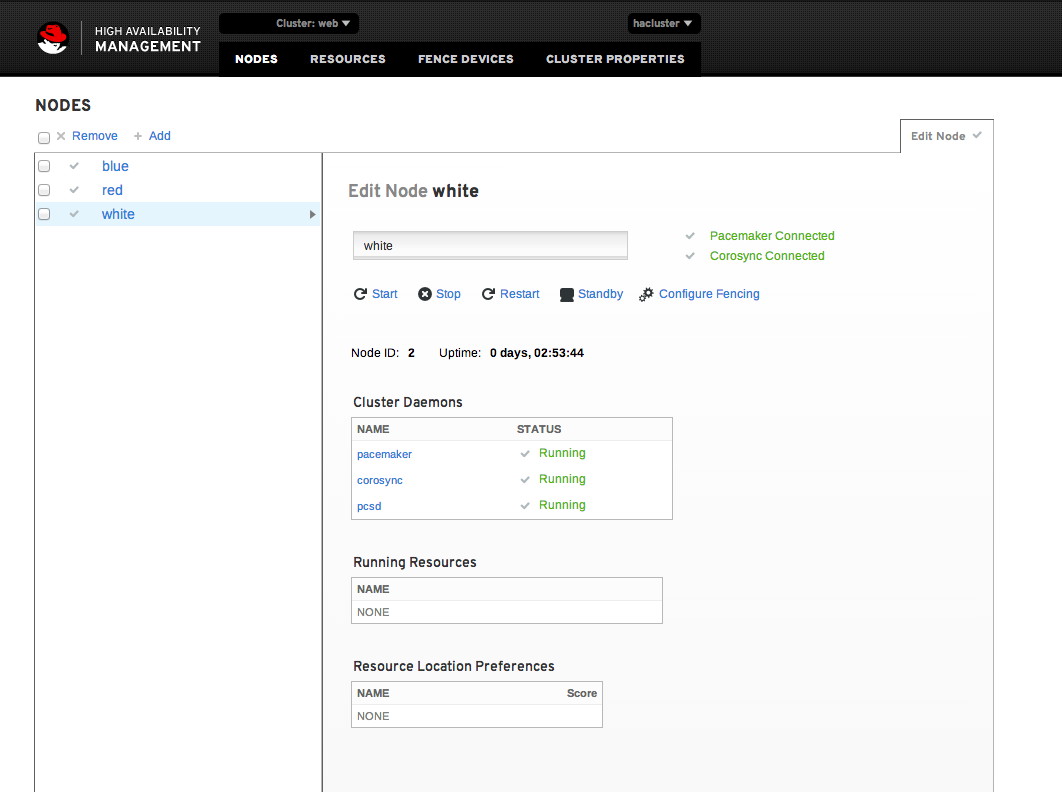 HIGH AVAILABILITY
MANAGEMENT
Cluster: web
hacluster
NODES RESOURCES FENCE DEVICES CLUSTER PROPERTIES
NODES
Remove Add
Edit Node
blue
red
white
Edit Node white
white
Pacemaker Connected
Corosync Connected
Start Stop Restart Standby Configure Fencing
Node ID: 2 Uptime: 0 days, 02:53:44
Cluster Daemons
NAME STATUS
pacemaker Running
corosync Running
pcsd Running
Running Resources
NAME
NONE
Resource Location Preferences
NAME Score
NONE